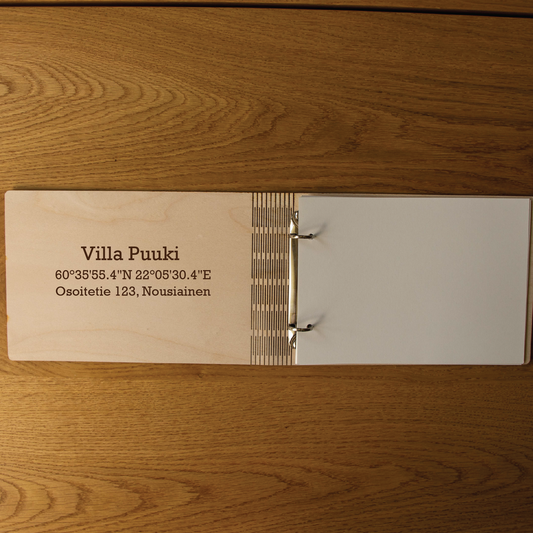 Villa Puuki
60°35'55.4"N 22°05'30.4"E
Osoitetie 123, Nousiainen